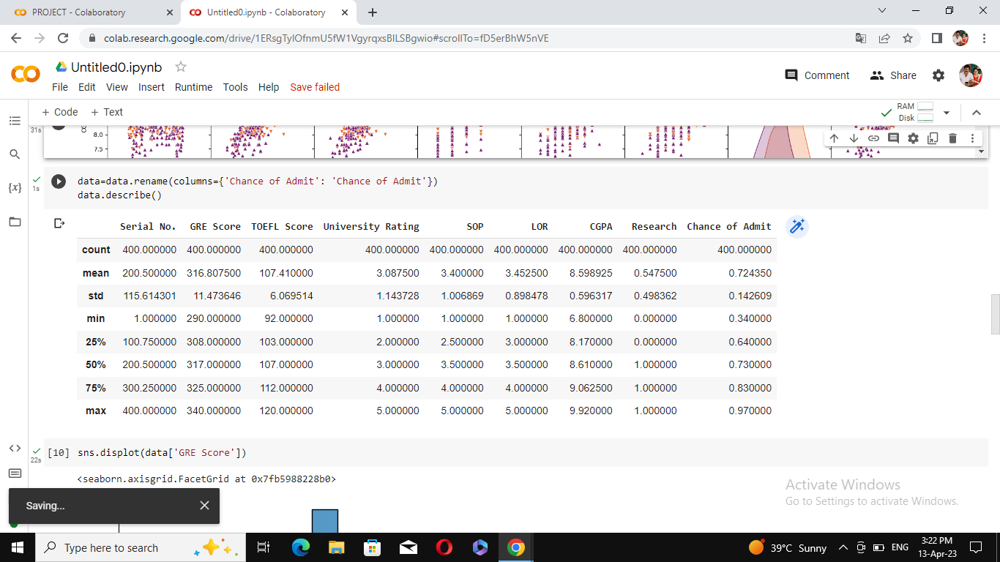 PROJECT - Colaboratory
Untitled0.ipynb - Colaboratory
colab.research.google.com/drive/1ERsgTylOfnmU5fW1VgyrqxsBlLSBgwio#scrollTo=fD5erBhW5nVE
Untitled0.ipynb
File Edit View Insert Runtime Tools Help Save failed
Comment Share
+ Code + Text
RAM
Disk
31s
8.0
7.5
{x}
1s
data=data.rename(columns={'Chance of Admit': 'Chance of Admit'})
data.describe()
Serial No. GRE Score TOEFL Score University Rating SOP LOR CGPA Research Chance of Admit
count 400.000000 400.000000 400.000000 400.000000 400.000000 400.000000 400.000000 400.000000 400.000000
mean 200.500000 316.807500 107.410000 3.087500 3.400000 3.452500 8.598925 0.547500 0.724350
std 115.614301 11.473646 6.069514 1.143728 1.006869 0.898478 0.596317 0.498362 0.142609
min 1.000000 290.000000 92.000000 1.000000 1.000000 1.000000 6.800000 0.000000 0.340000
25% 100.750000 308.000000 103.000000 2.000000 2.500000 3.000000 8.170000 0.000000 0.640000
50% 200.500000 317.000000 107.000000 3.000000 3.500000 3.500000 8.610000 1.000000 0.730000
75% 300.250000 325.000000 112.000000 4.000000 4.000000 4.000000 9.062500 1.000000 0.830000
max 400.000000 340.000000 120.000000 5.000000 5.000000 5.000000 9.920000 1.000000 0.970000
22s
[10] sns.displot(data['GRE Score'])
<seaborn.axisgrid.FacetGrid at 0x7fb5988228b0>
Saving...
Activate Windows
Go to Settings to activate Windows.
Type here to search
39°C Sunny
ENG
3:22 PM
13-Apr-23